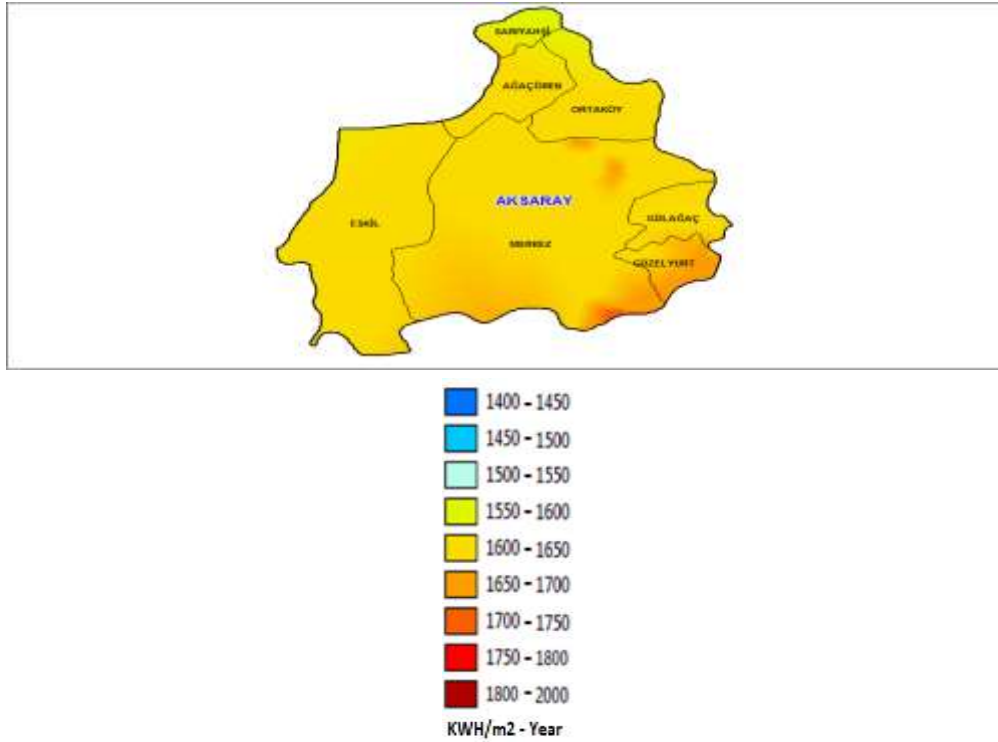 SARIYAHŞİ
AĞAÇÖREN
ORTAKÖY
AKSARAY
ESKİL
MERKEZ
GÜLAĞAÇ
GÜZELYURT
1400 - 1450
1450 - 1500
1500 - 1550
1550 - 1600
1600 - 1650
1650 - 1700
1700 - 1750
1750 - 1800
1800 - 2000
KWH/m2 - Year